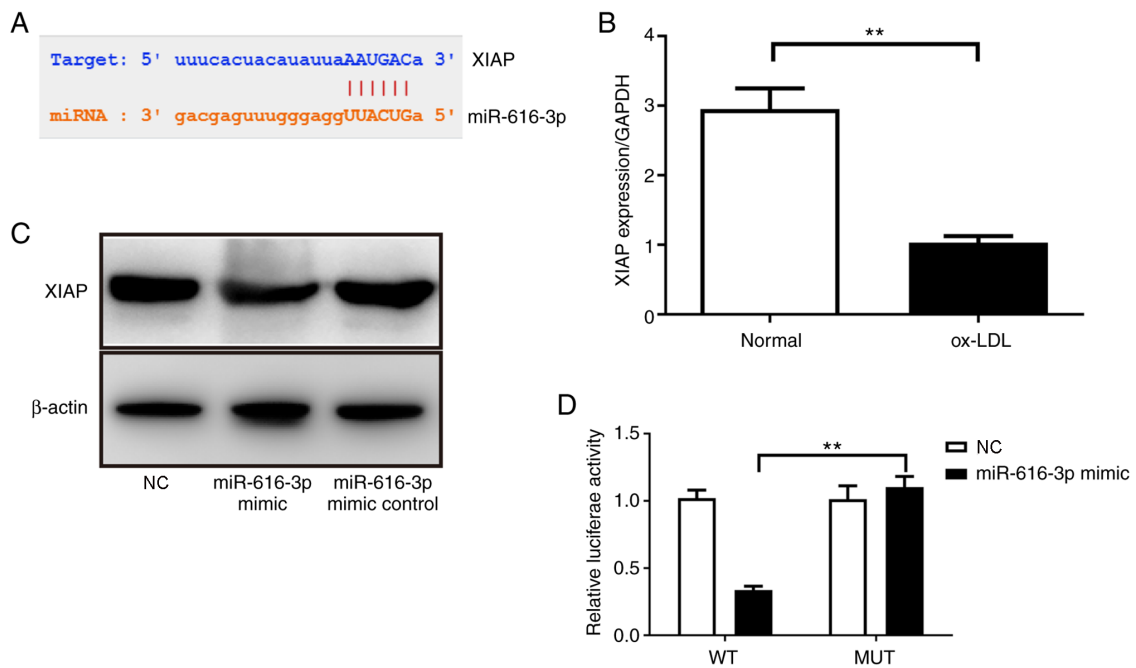 A
Target: 5' uuucacuacauauuaAAUGACa 3' XIAP
miRNA : 3' gacgaguuugggaggUUACUGa 5' miR-616-3p
B
**
XIAP expression/GAPDH
4
3
2
1
0
Normal
ox-LDL
C
XIAP
β-actin
NC
miR-616-3p
mimic
miR-616-3p
mimic control
D
**
Relative luciferae activity
1.5
1.0
0.5
0.0
WT
MUT
NC
miR-616-3p mimic